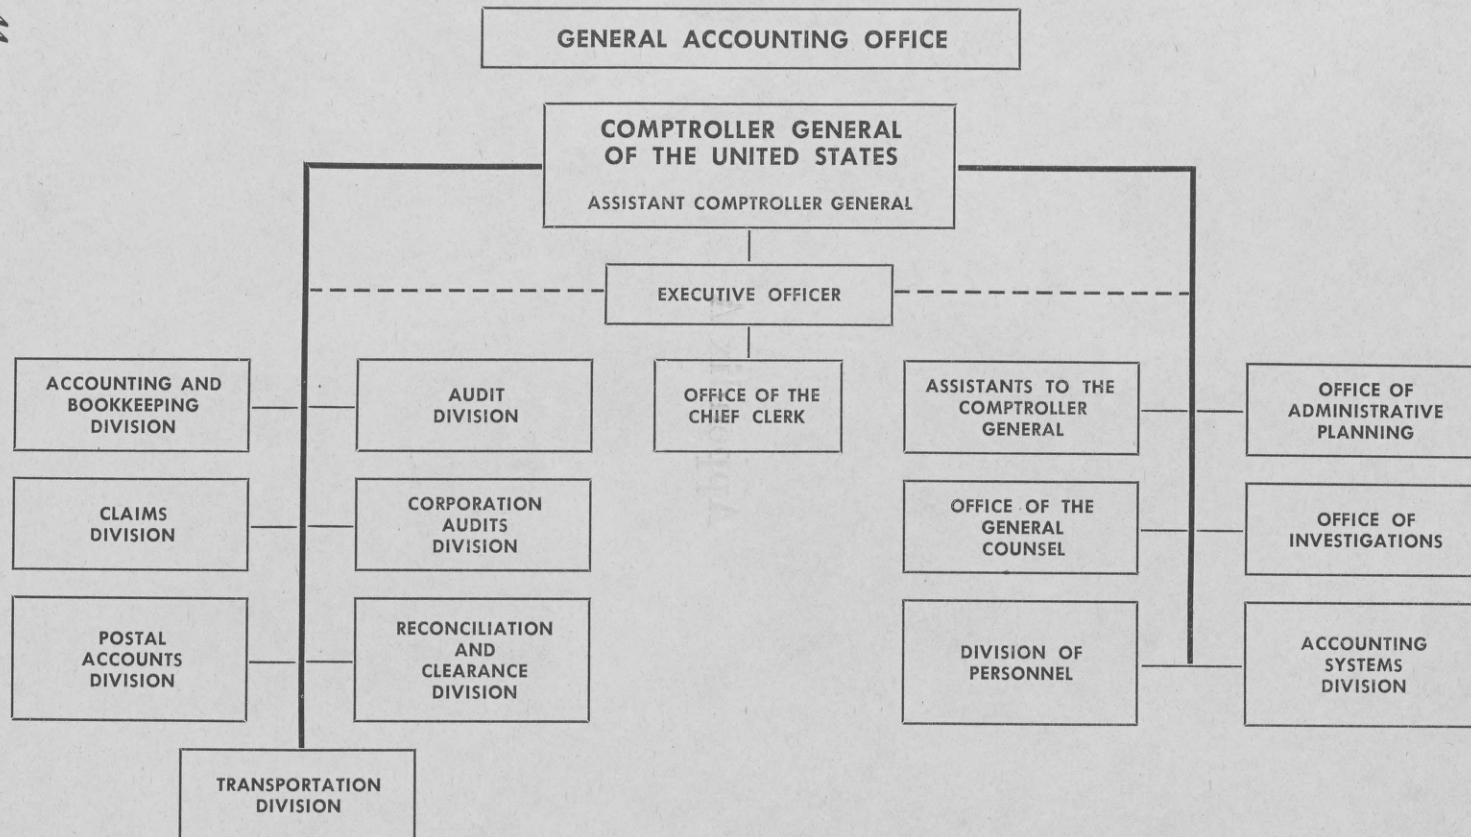 44
GENERAL ACCOUNTING OFFICE
COMPTROLLER GENERAL
OF THE UNITED STATES
ASSISTANT COMPTROLLER GENERAL
EXECUTIVE OFFICER
ACCOUNTING AND
BOOKKEEPING
DIVISION
AUDIT
DIVISION
OFFICE OF THE
CHIEF CLERK
ASSISTANTS TO THE
COMPTROLLER
GENERAL
OFFICE OF
ADMINISTRATIVE
PLANNING
CLAIMS
DIVISION
CORPORATION
AUDITS
DIVISION
OFFICE OF THE
GENERAL
COUNSEL
OFFICE OF
INVESTIGATIONS
POSTAL
ACCOUNTS
DIVISION
RECONCILIATION
AND
CLEARANCE
DIVISION
DIVISION OF
PERSONNEL
ACCOUNTING
SYSTEMS
DIVISION
TRANSPORTATION
DIVISION